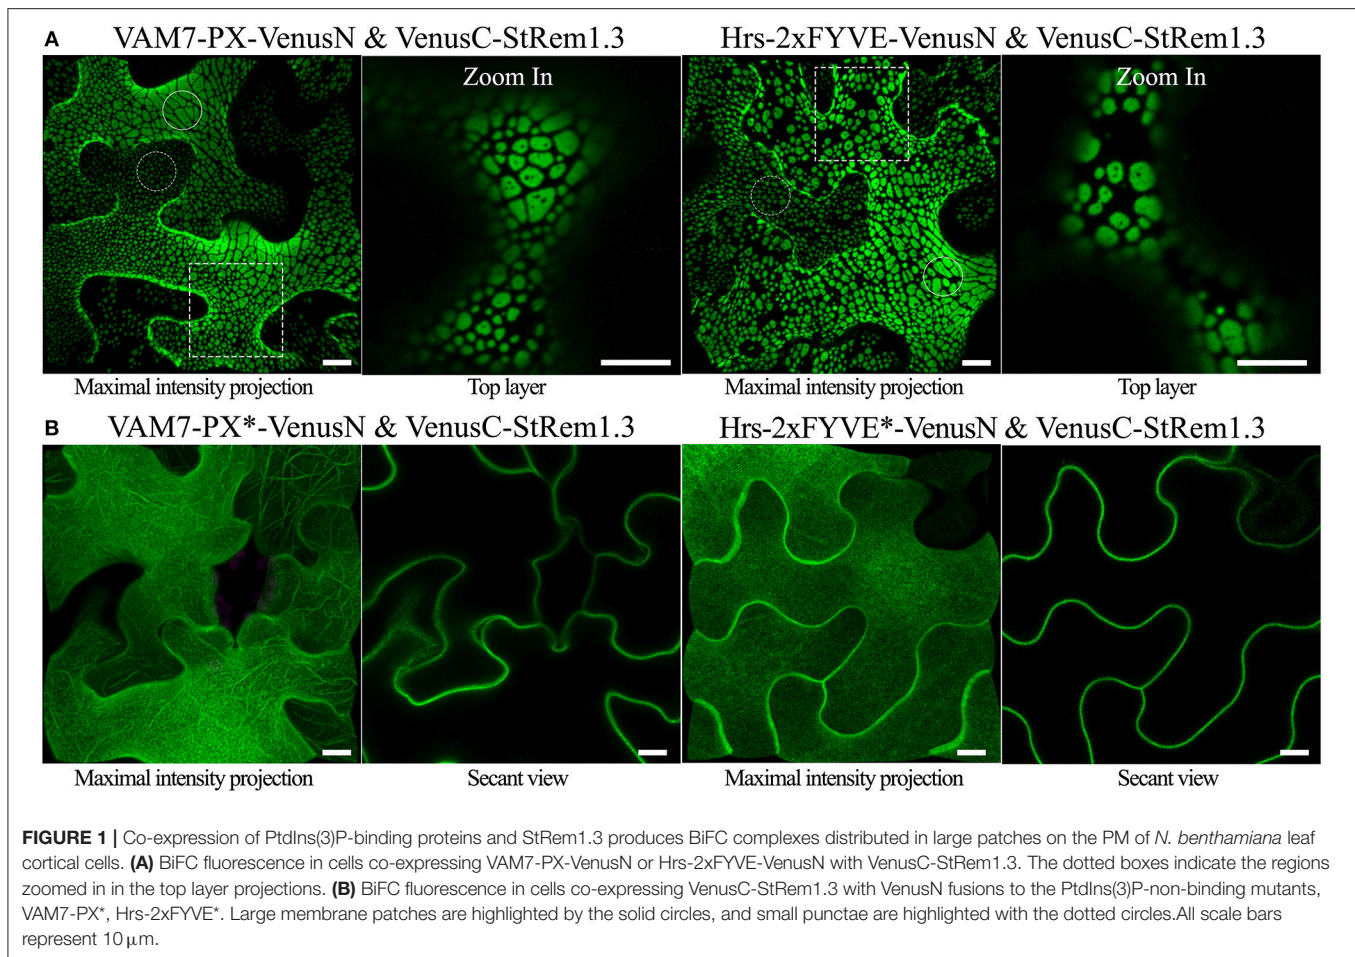 A VAM7-PX-VenusN & VenusC-StRem1.3 Hrs-2xFYVE-VenusN & VenusC-StRem1.3
Zoom In Zoom In
Maximal intensity projection Top layer Maximal intensity projection Top layer
B VAM7-PX*-VenusN & VenusC-StRem1.3 Hrs-2xFYVE*-VenusN & VenusC-StRem1.3
Maximal intensity projection Secant view Maximal intensity projection Secant view
FIGURE 1 | Co-expression of PtdIns(3)P-binding proteins and StRem1.3 produces BiFC complexes distributed in large patches on the PM of N. benthamiana leaf
cortical cells. (A) BiFC fluorescence in cells co-expressing VAM7-PX-VenusN or Hrs-2xFYVE-VenusN with VenusC-StRem1.3. The dotted boxes indicate the regions
zoomed in in the top layer projections. (B) BiFC fluorescence in cells co-expressing VenusC-StRem1.3 with VenusN fusions to the PtdIns(3)P-non-binding mutants,
VAM7-PX*, Hrs-2xFYVE*. Large membrane patches are highlighted by the solid circles, and small punctae are highlighted with the dotted circles.All scale bars
represent 10 μm.